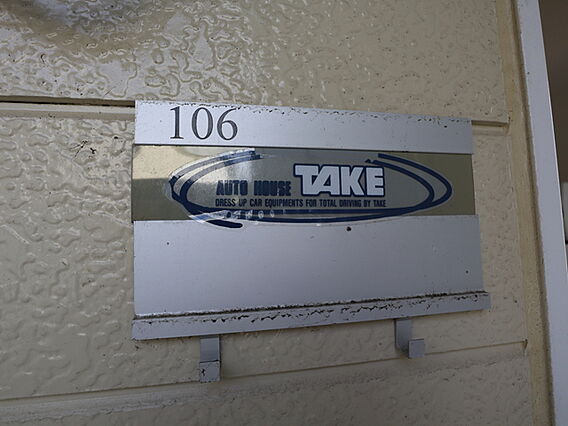 106
AUTO HOUSE TAKE
DRESS UP CAR EQUIPMENTS FOR TOTAL DRIVING BY TAKE